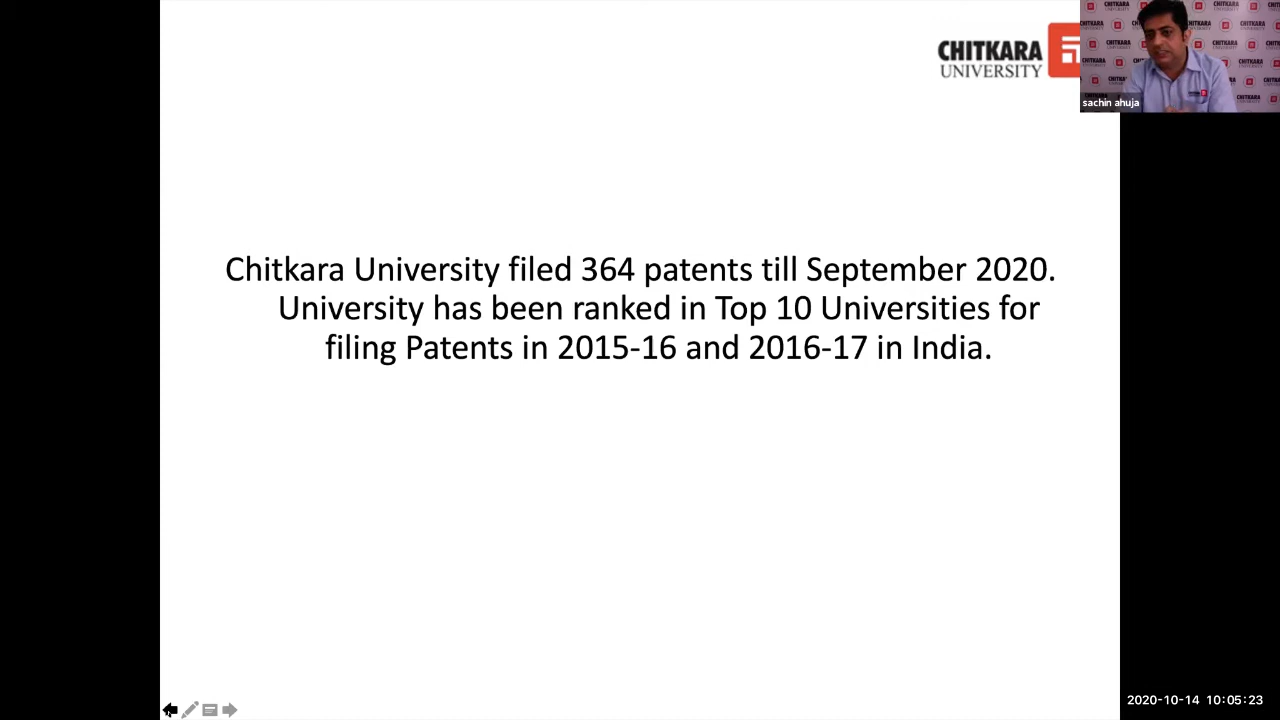 CHITKARA
UNIVERSITY
sachin ahuja
Chitkara University filed 364 patents till September 2020.
University has been ranked in Top 10 Universities for
filing Patents in 2015-16 and 2016-17 in India.
2020-10-14 10:05:23